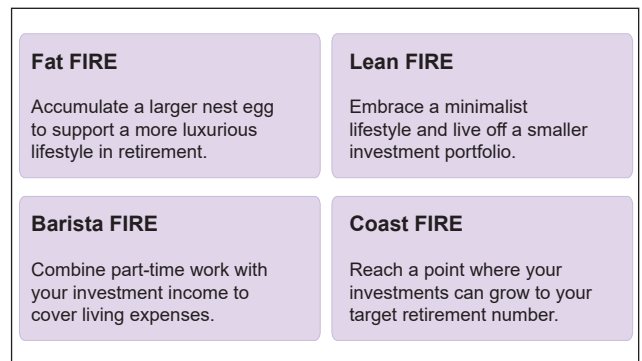 Fat FIRE
Accumulate a larger nest egg
to support a more luxurious
lifestyle in retirement.
Lean FIRE
Embrace a minimalist
lifestyle and live off a smaller
investment portfolio.
Barista FIRE
Combine part-time work with
your investment income to
cover living expenses.
Coast FIRE
Reach a point where your
investments can grow to your
target retirement number.